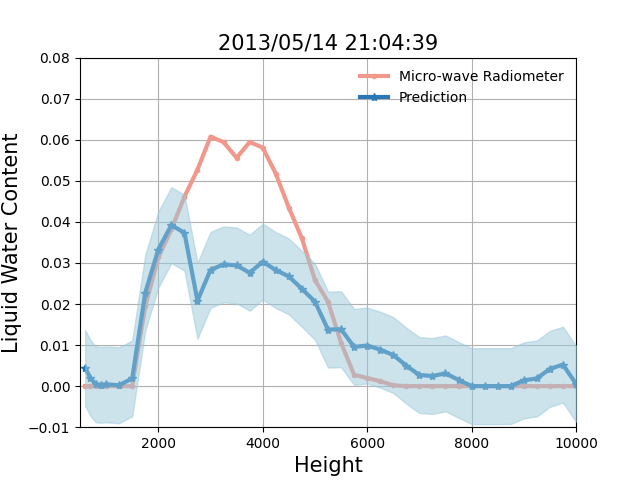 2013/05/14 21:04:39
Micro-wave Radiometer
Prediction
Liquid Water Content
0.08
0.07
0.06
0.05
0.04
0.03
0.02
0.01
0.00
−0.01
2000 4000 6000 8000 10000
Height